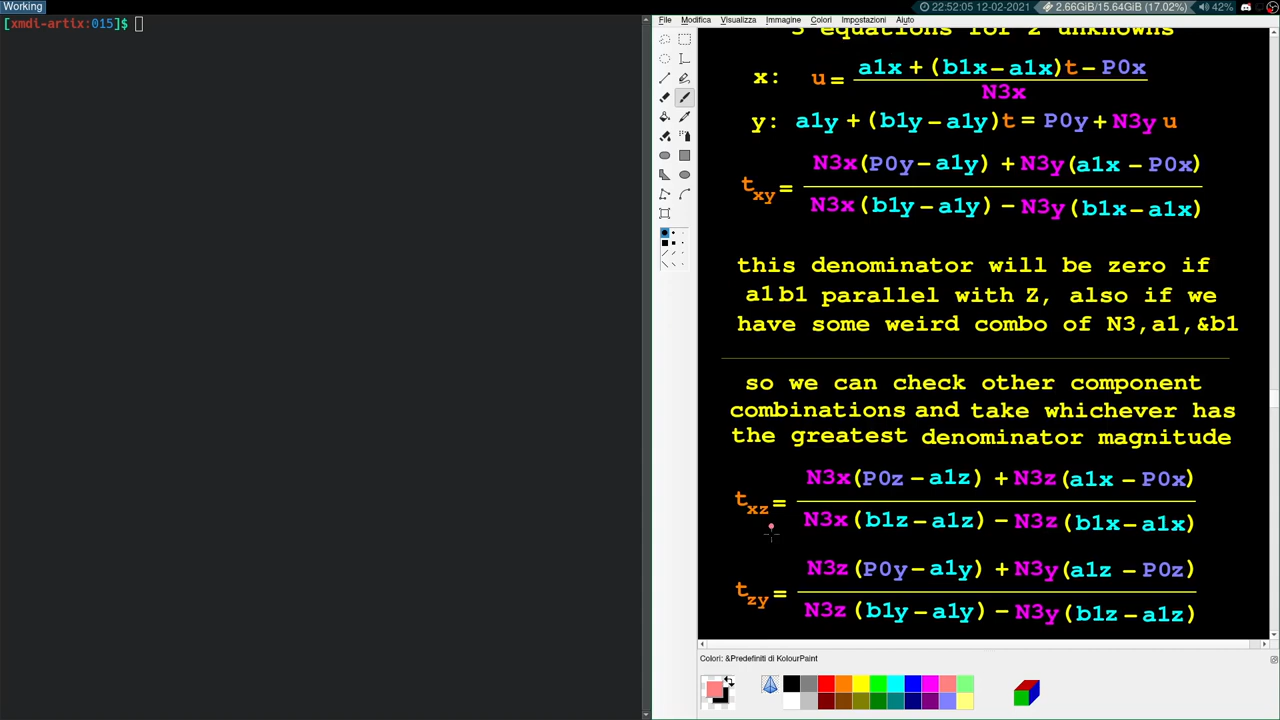 Working
22:52:05 12-02-2021 2.66GiB/15.64GiB (17.02%) 42%
[xmdi-artix:015]$
File Modifica Visualizza Immagine Colori Impostazioni Aiuto
3 equations for 2 unknowns
x: u = a1x + (b1x - a1x)t - P0x
N3x
y: a1y + (b1y - a1y)t = P0y + N3y u
N3x(P0y - a1y) + N3y(a1x - P0x)
txy =
N3x(b1y - a1y) - N3y(b1x - a1x)
this denominator will be zero if
a1b1 parallel with Z, also if we
have some weird combo of N3,a1,&b1
so we can check other component
combinations and take whichever has
the greatest denominator magnitude
N3x(P0z - a1z) + N3z(a1x - P0x)
txz =
N3x(b1z - a1z) - N3z(b1x - a1x)
N3z(P0y - a1y) + N3y(a1z - P0z)
tzy =
N3z(b1y - a1y) - N3y(b1z - a1z)
Colori: &Predefiniti di KolourPaint